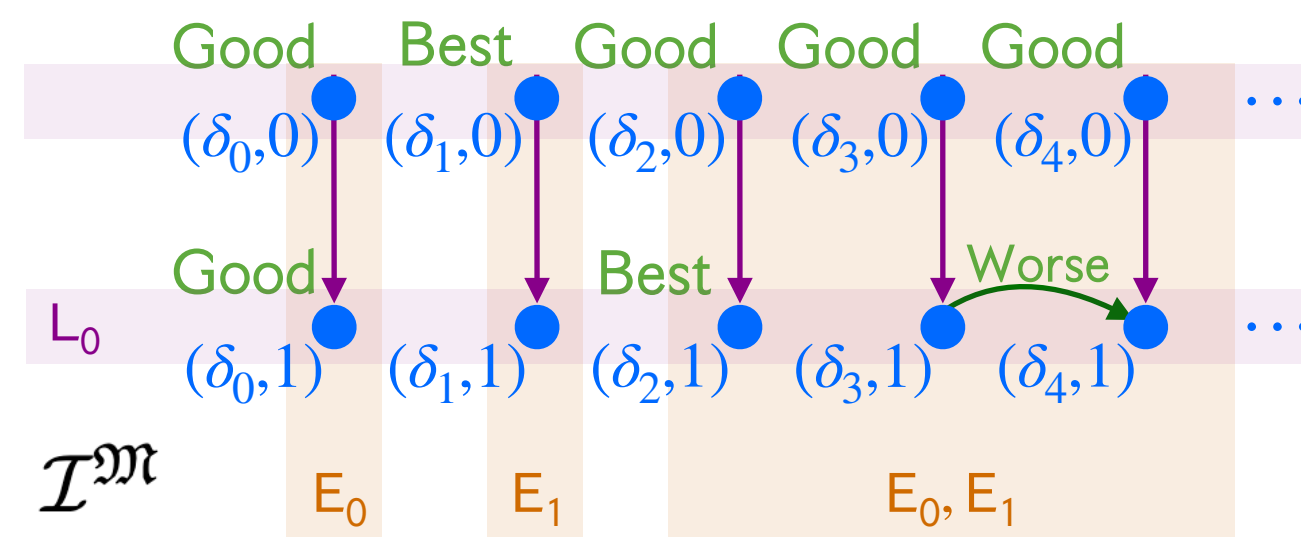 Good Best Good Good Good
(δ₀,0) (δ₁,0) (δ₂,0) (δ₃,0) (δ₄,0) ···
Good Best Worse
L₀ ···
(δ₀,1) (δ₁,1) (δ₂,1) (δ₃,1) (δ₄,1)
ℐ^𝔐
E₀ E₁ E₀, E₁